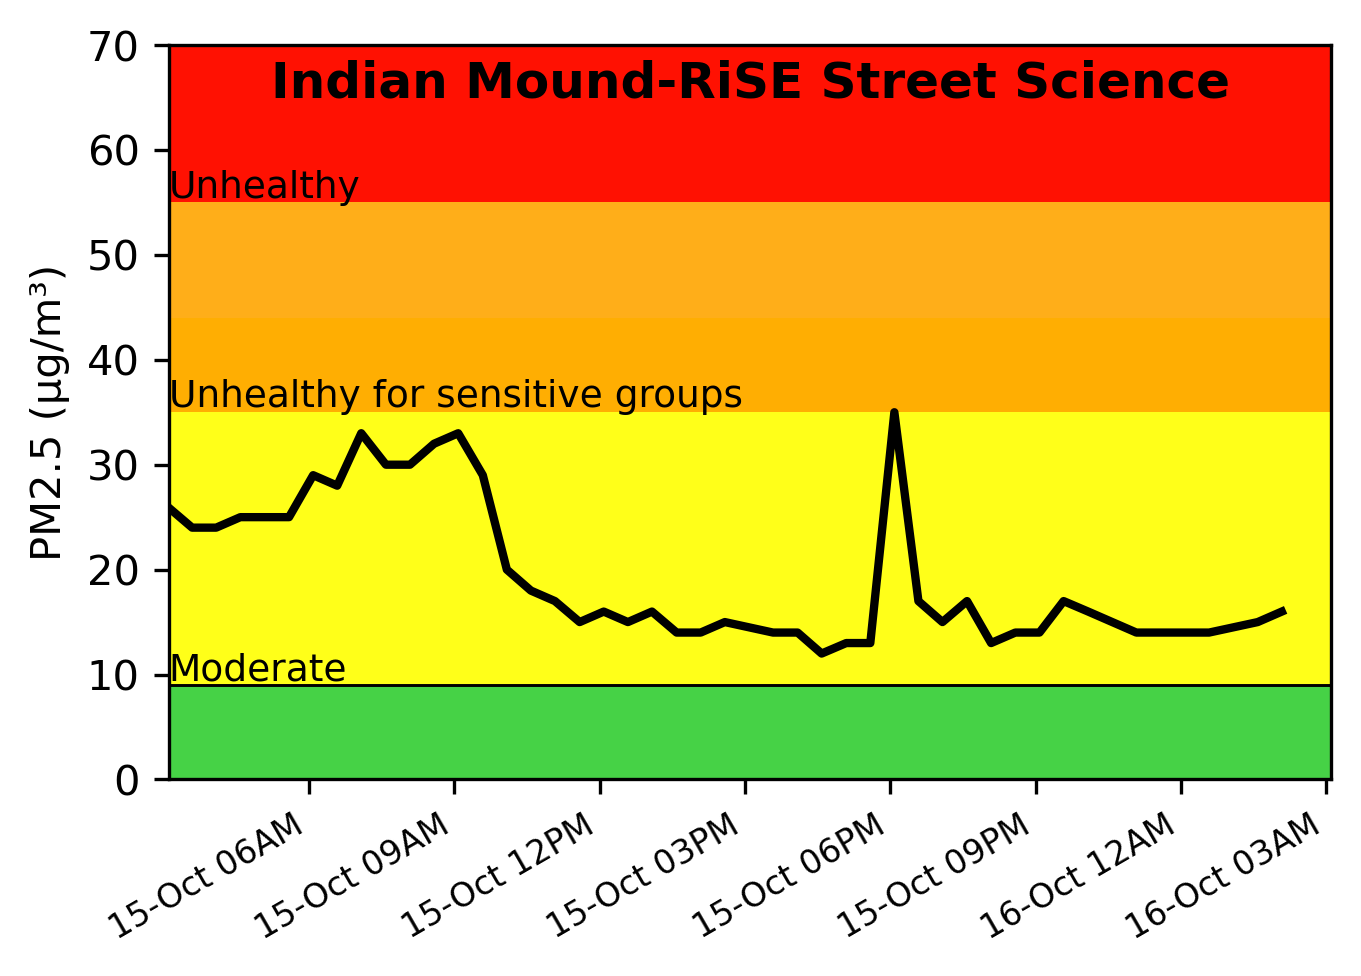 Indian Mound-RiSE Street Science
70
60
50
40
30
20
10
0
PM2.5 (µg/m³)
Unhealthy
Unhealthy for sensitive groups
Moderate
15-Oct 06AM
15-Oct 09AM
15-Oct 12PM
15-Oct 03PM
15-Oct 06PM
15-Oct 09PM
16-Oct 12AM
16-Oct 03AM